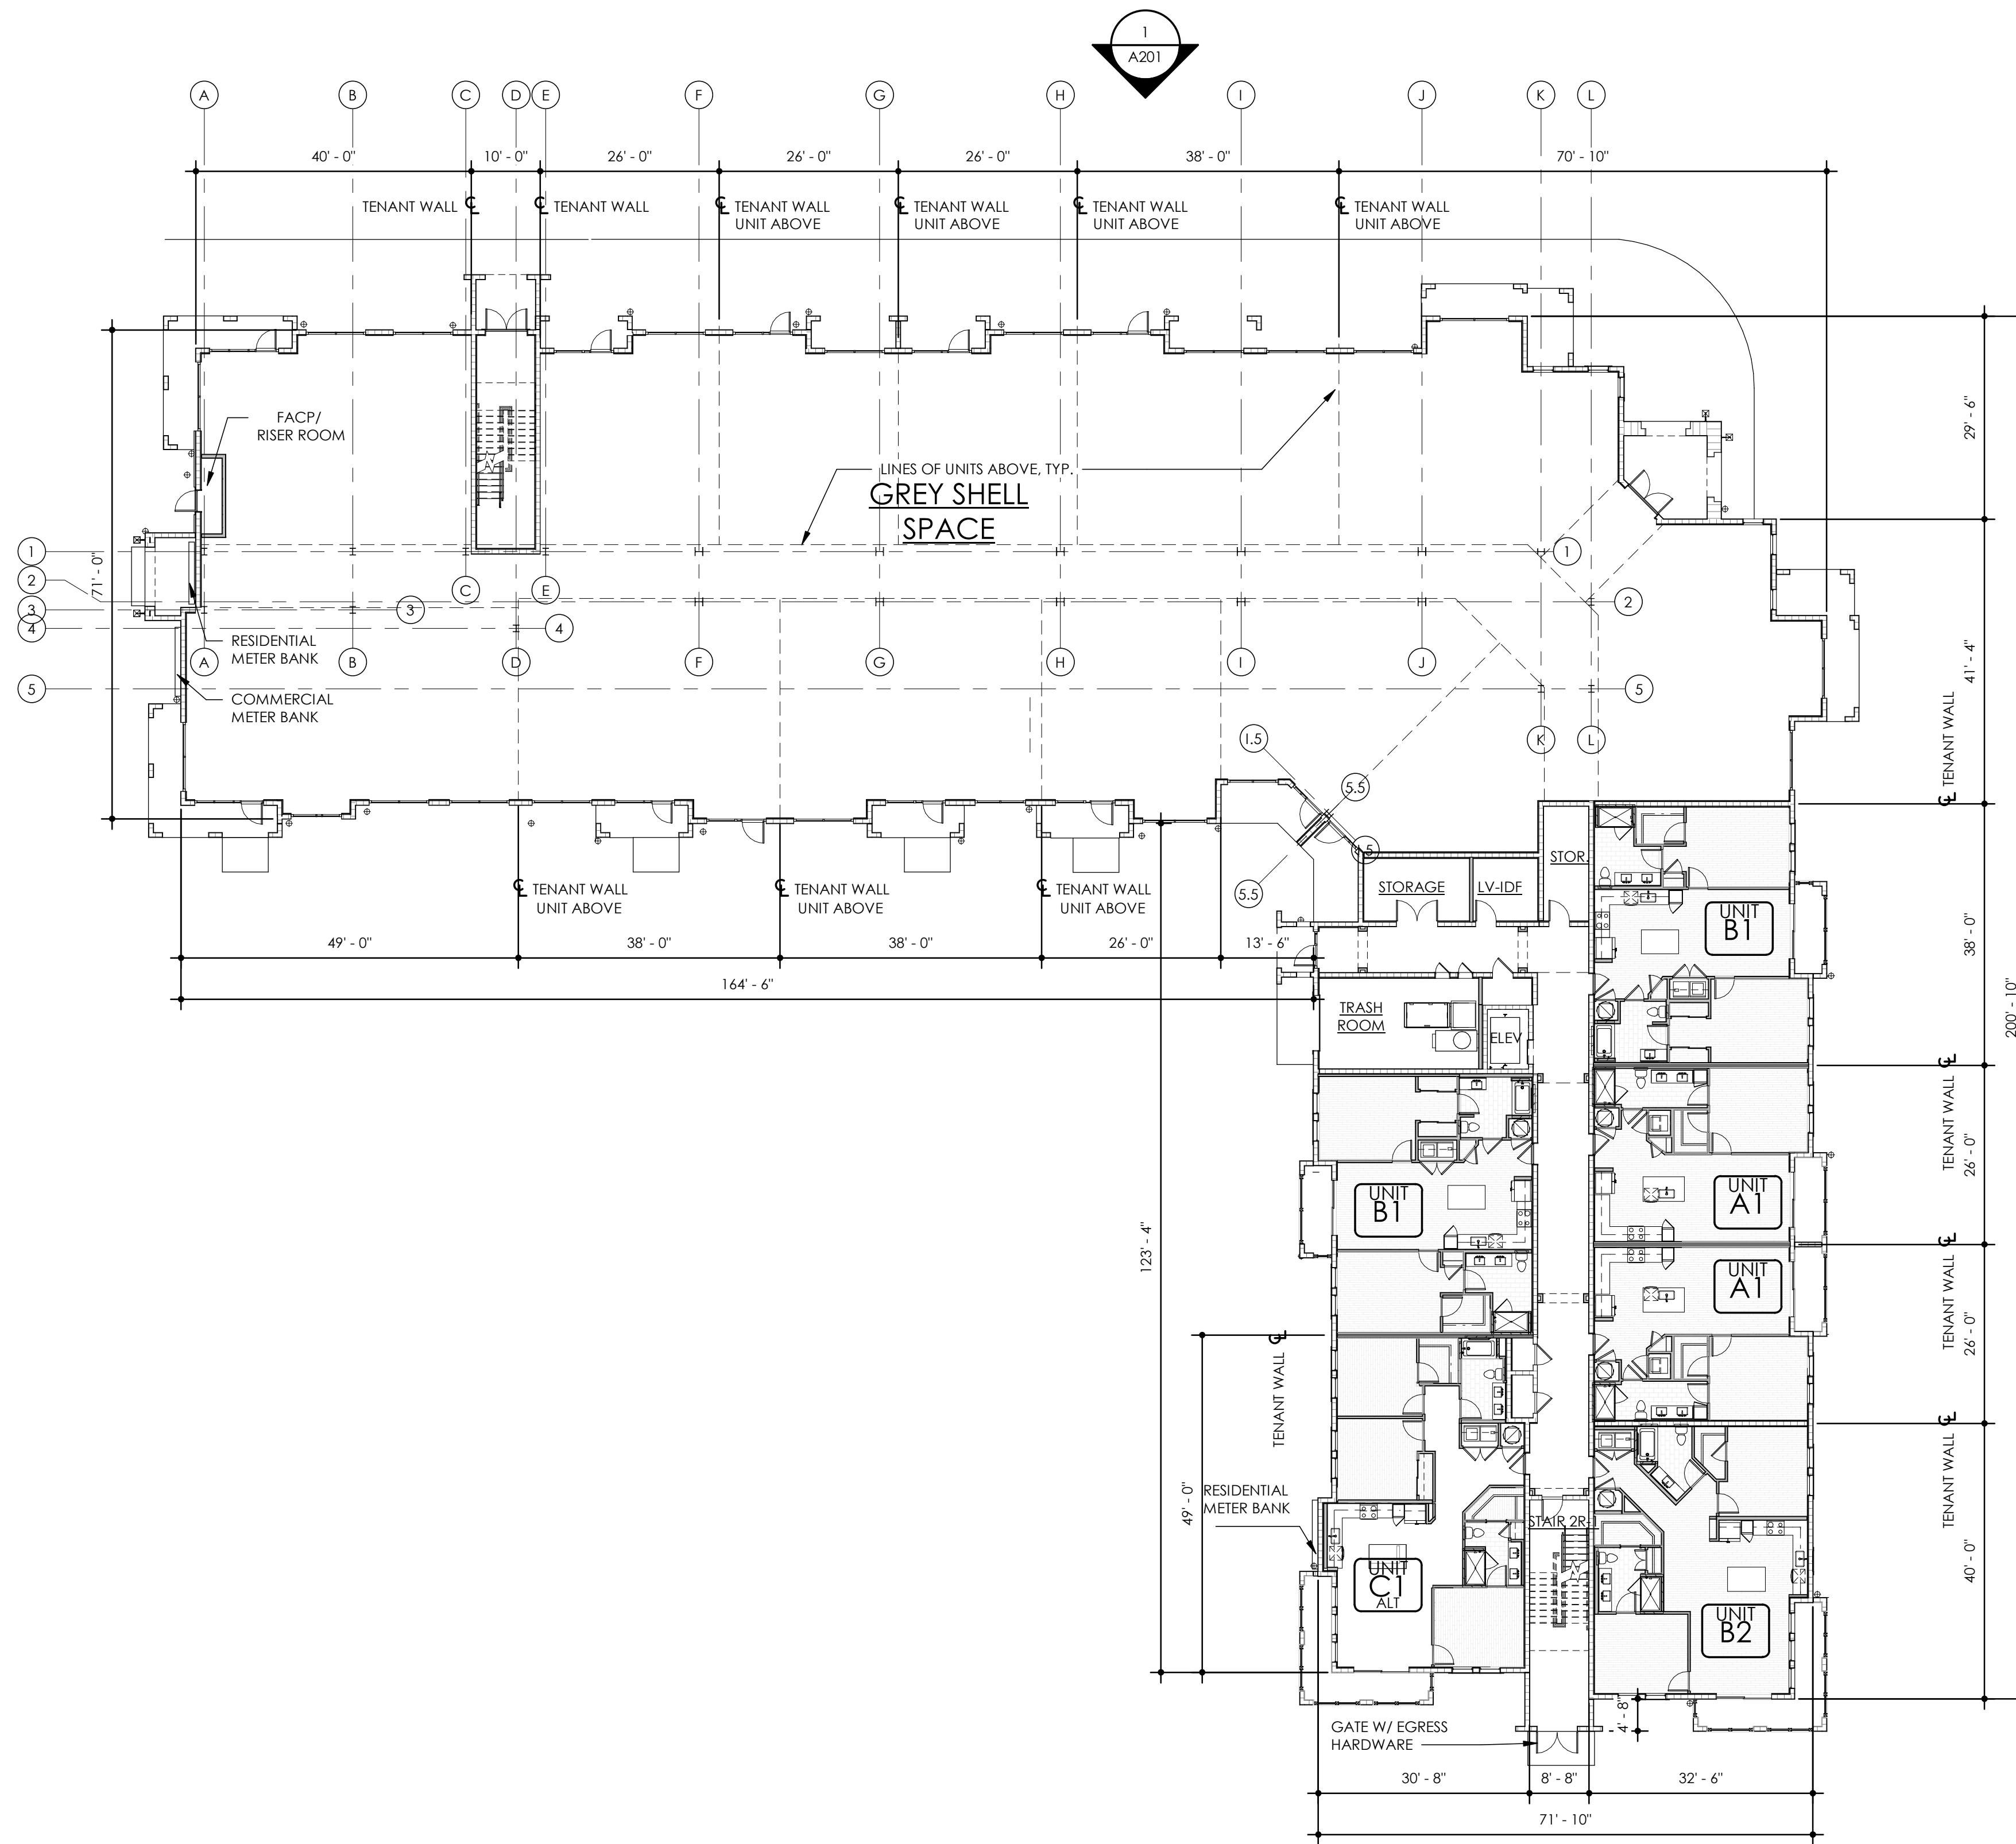 1
A201
A B C D E F G H I J K L
40' - 0" 10' - 0" 26' - 0" 26' - 0" 26' - 0" 38' - 0" 70' - 10"
TENANT WALL ℄ ℄ TENANT WALL
℄ TENANT WALL
UNIT ABOVE
℄ TENANT WALL
UNIT ABOVE
℄ TENANT WALL
UNIT ABOVE
℄ TENANT WALL
UNIT ABOVE
FACP/
RISER ROOM
LINES OF UNITS ABOVE, TYP.
GREY SHELL
SPACE
29' - 6"
71' - 0"
1 1
2 C E 2
3 3
4 4
RESIDENTIAL
METER BANK
A B D F G H I J
5 5
COMMERCIAL
METER BANK
41' - 4"
TENANT WALL ℄
I.5 K L
5.5
I.5
5.5
STOR.
STORAGE LV-IDF
℄ TENANT WALL
UNIT ABOVE
℄ TENANT WALL
UNIT ABOVE
℄ TENANT WALL
UNIT ABOVE
UNIT
B1
38' - 0"
49' - 0" 38' - 0" 38' - 0" 26' - 0" 13' - 6"
164' - 6"
200' - 10"
TRASH
ROOM
ELEV
TENANT WALL ℄
26' - 0"
UNIT
B1
UNIT
A1
123' - 4"
TENANT WALL ℄
26' - 0"
UNIT
A1
TENANT WALL ℄
TENANT WALL ℄
49' - 0"
RESIDENTIAL
METER BANK
STAIR 2R-1
40' - 0"
UNIT
C1
ALT
UNIT
B2
4' - 8"
GATE W/ EGRESS
HARDWARE
30' - 8" 8' - 8" 32' - 6"
71' - 10"